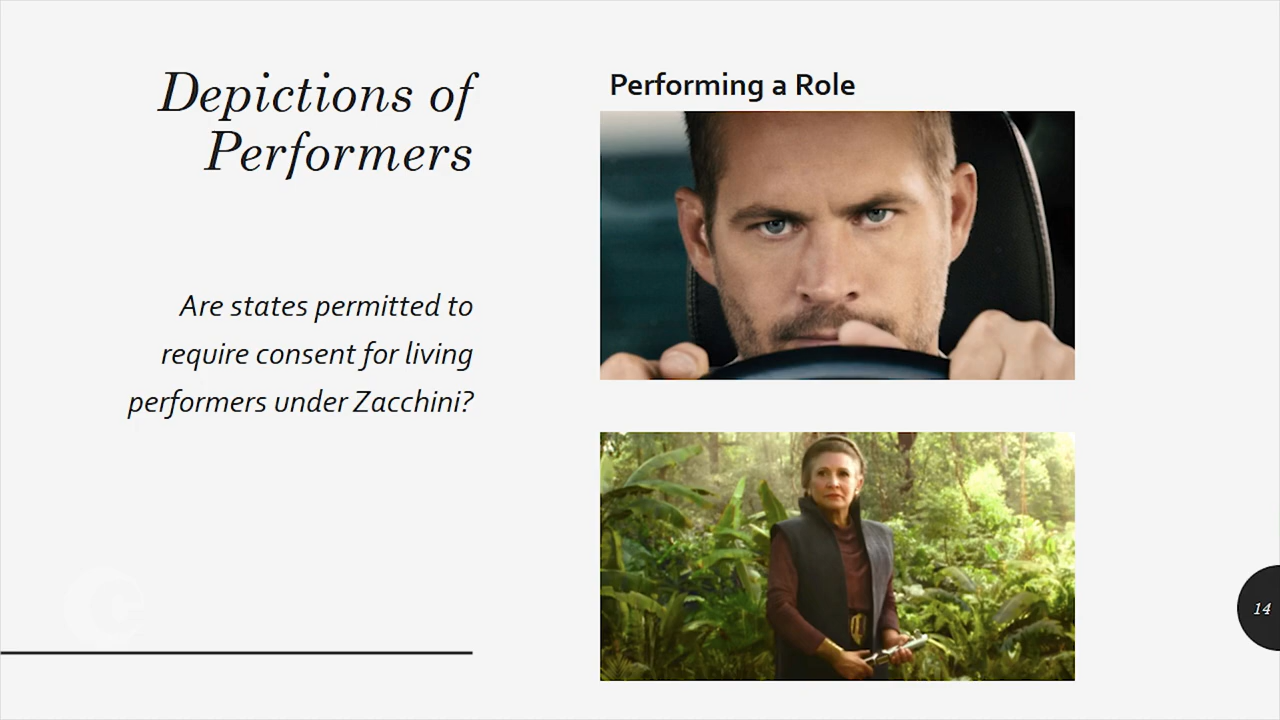 Depictions of
Performers
Are states permitted to
require consent for living
performers under Zacchini?
Performing a Role
14